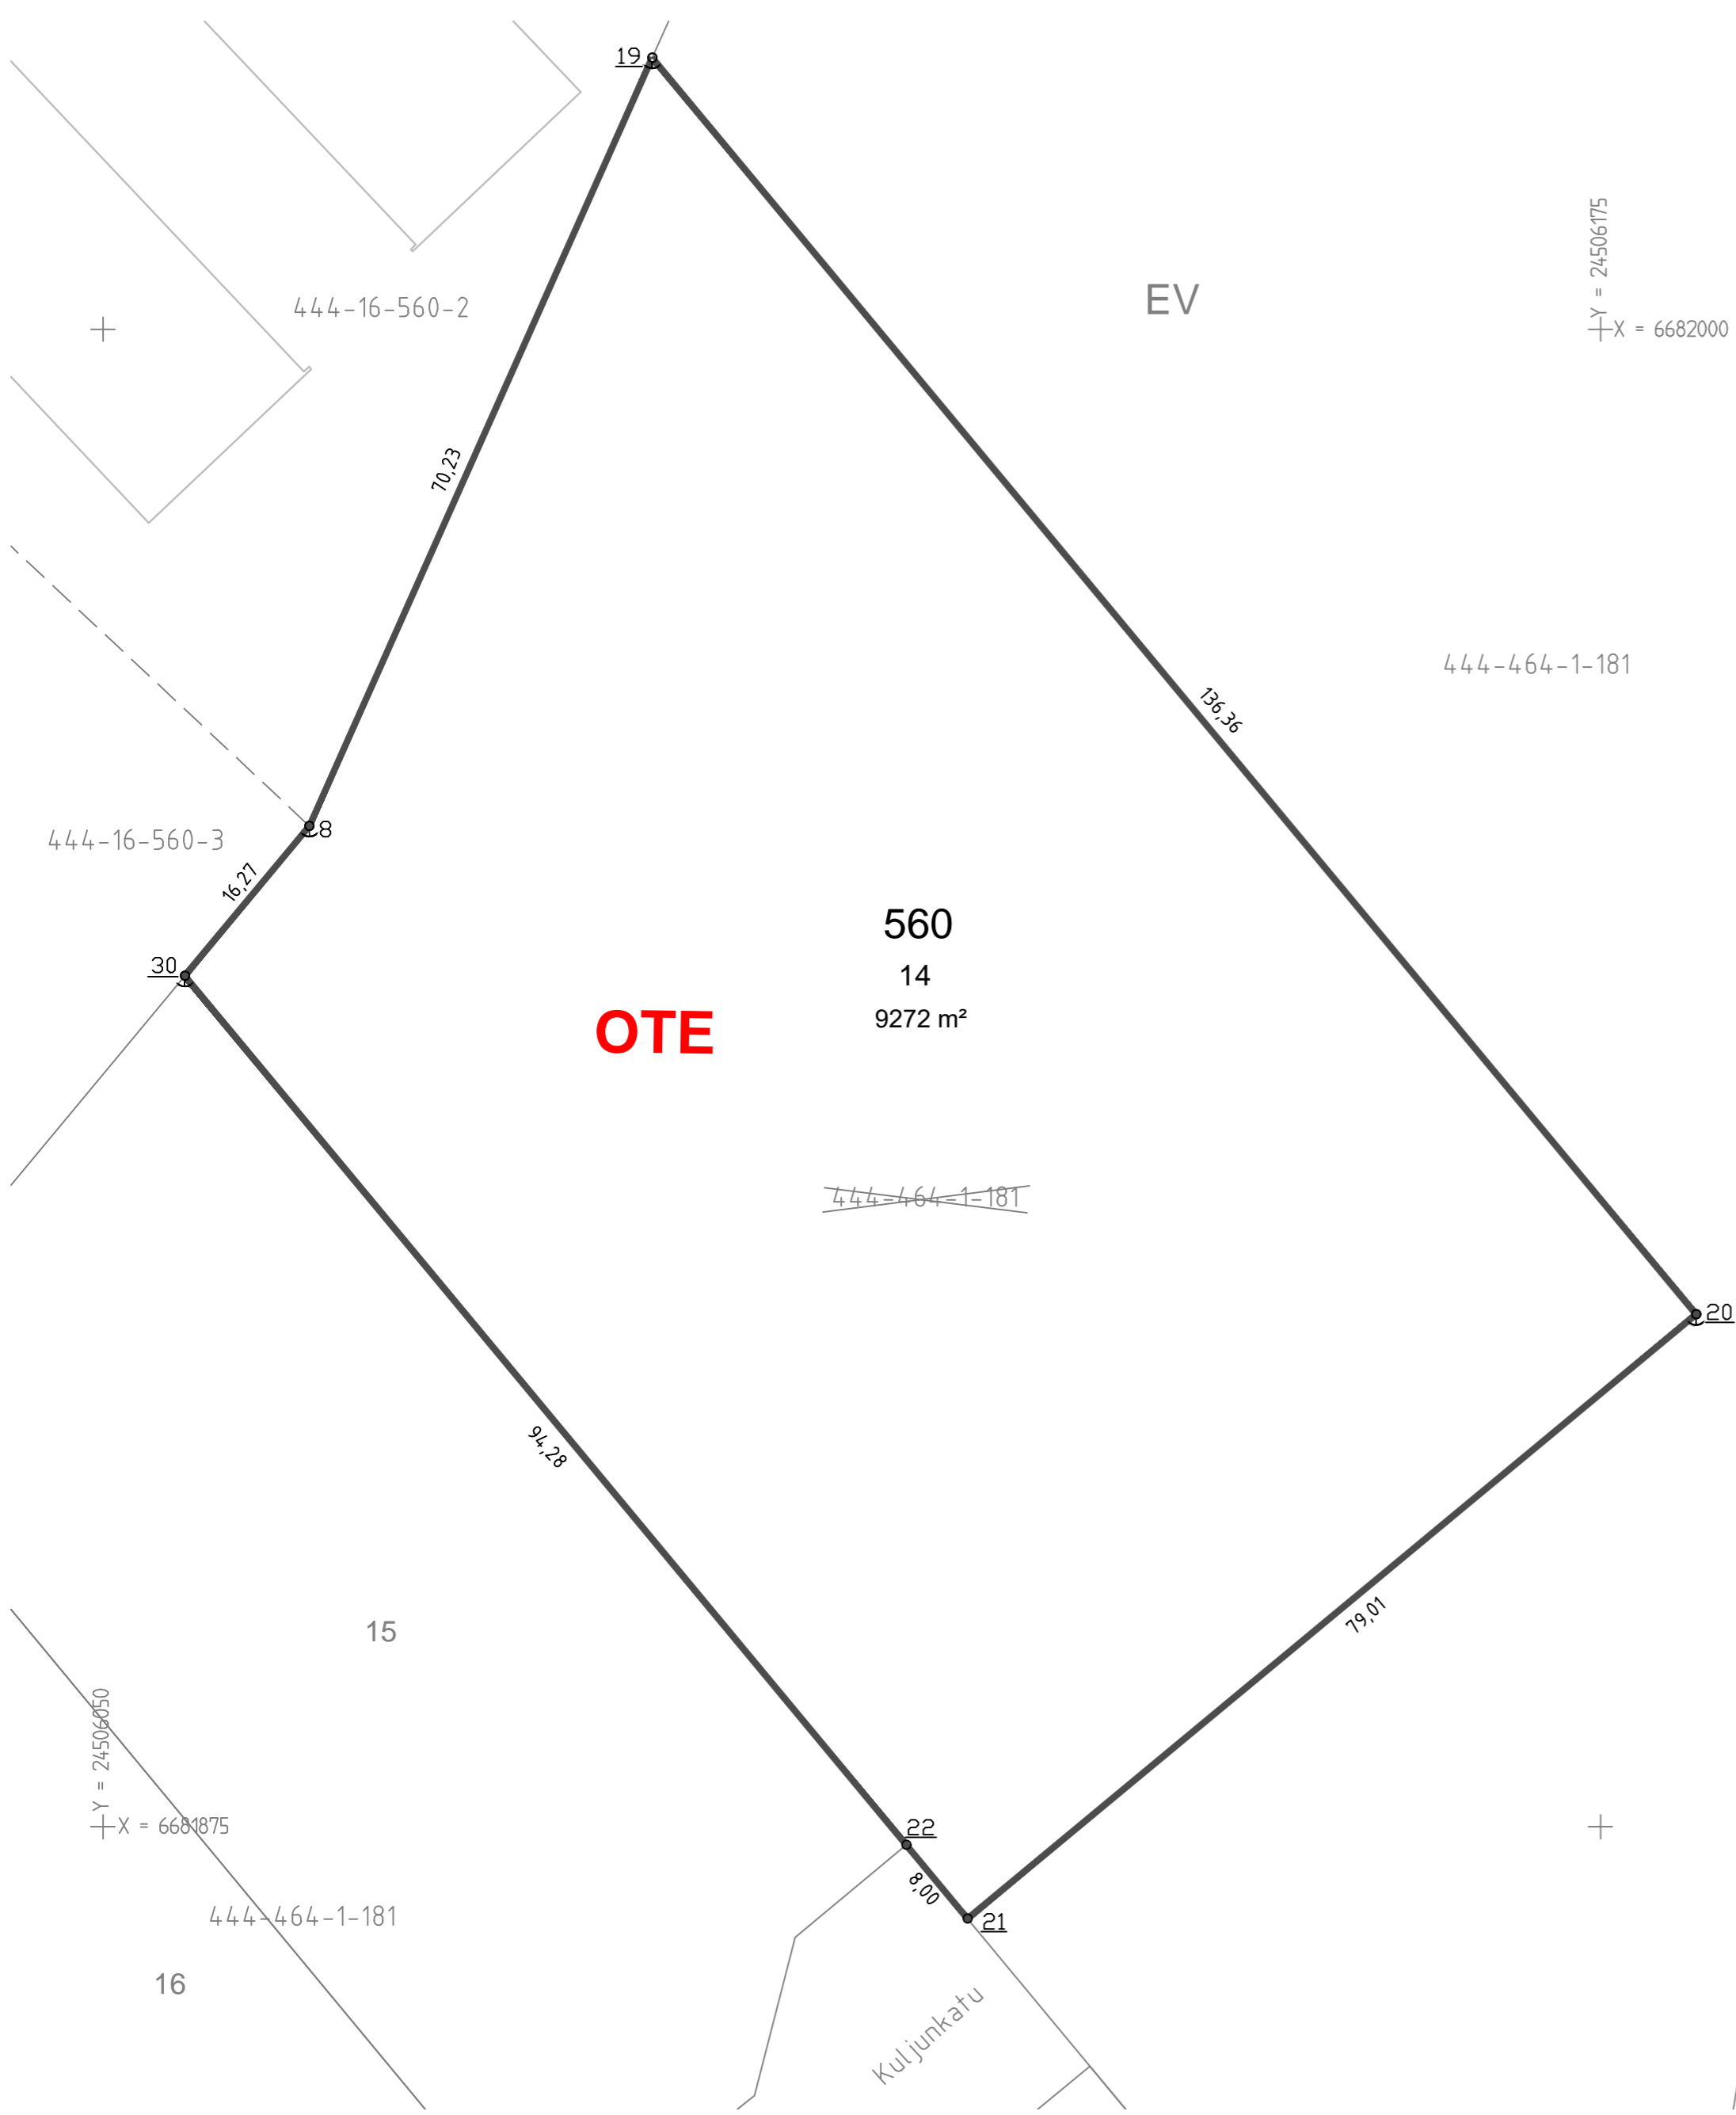 19
Y = 24506175
EV
444-16-560-2
X = 6682000
70,23
444-464-1-181
136,36
8
444-16-560-3
16,27
560
30
14
9272 m²
OTE
444-464-1-181
20
94,28
79,01
15
Y = 24506050
X = 6681875
22
8,00
444-464-1-181
21
16
Kuljunkatu